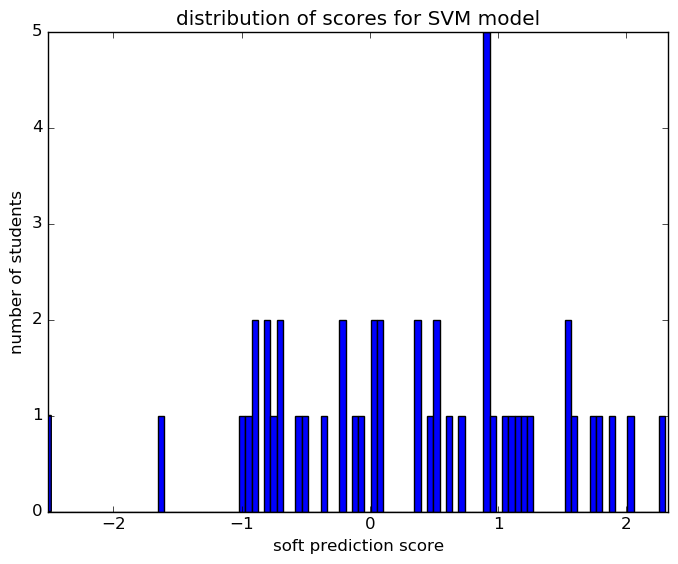 distribution of scores for SVM model
5
4
3
2
1
0
number of students
−2 −1 0 1 2
soft prediction score